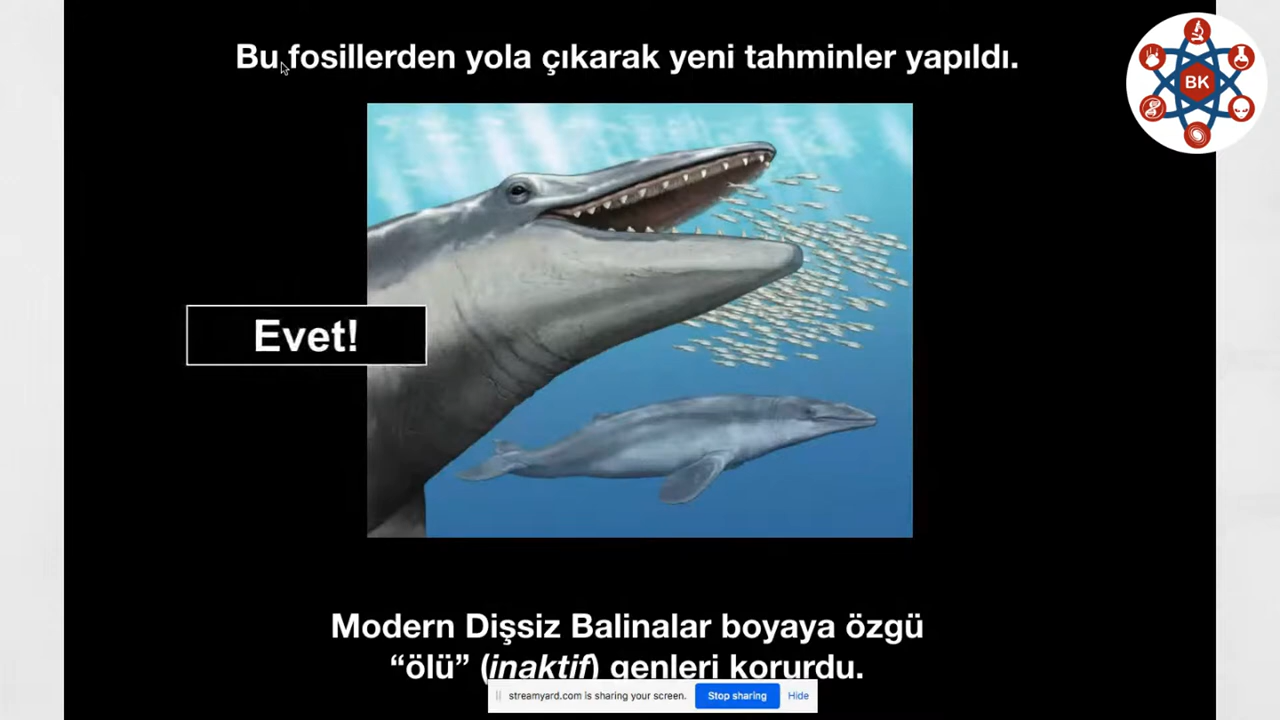 Bu fosillerden yola çıkarak yeni tahminler yapıldı.
BK
Evet!
Modern Dişsiz Balinalar boyaya özgü
“ölü” (inaktif) genleri korurdu.
streamyard.com is sharing your screen. Stop sharing Hide